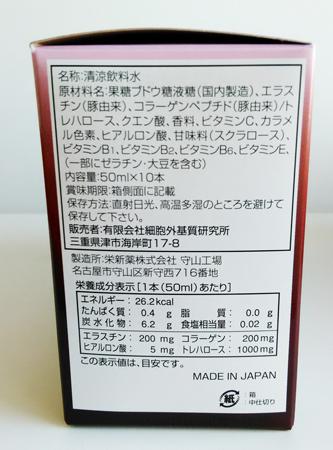 名称:清涼飲料水
原材料名:果糖ブドウ糖液糖(国内製造)、エラス
チン(豚由来)、コラーゲンペプチド(豚由来)/ト
レハロース、クエン酸、香料、ビタミンC、カラメ
ル色素、ヒアルロン酸、甘味料(スクラロース)、
ビタミンB1、ビタミンB2、ビタミンB6、ビタミンE、
(一部にゼラチン・大豆を含む)
内容量:50ml×10本
賞味期限:箱側面に記載
保存方法:直射日光、高温多湿のところを避けて
保存してください。
販売者:有限会社細胞外基質研究所
三重県津市海岸町17-8
製造所:栄新薬株式会社 守山工場
名古屋市守山区新守西716番地
栄養成分表示[1本(50ml)あたり]
エネルギー:26.2kcal
たんぱく質:0.4 g 脂質:0.0 g
炭水化物:6.2 g 食塩相当量:0.02 g
エラスチン:200 mg コラーゲン:200mg
ヒアルロン酸:5 mg トレハロース:1000mg
この表示値は、目安です。
MADE IN JAPAN
紙 箱
中仕切り